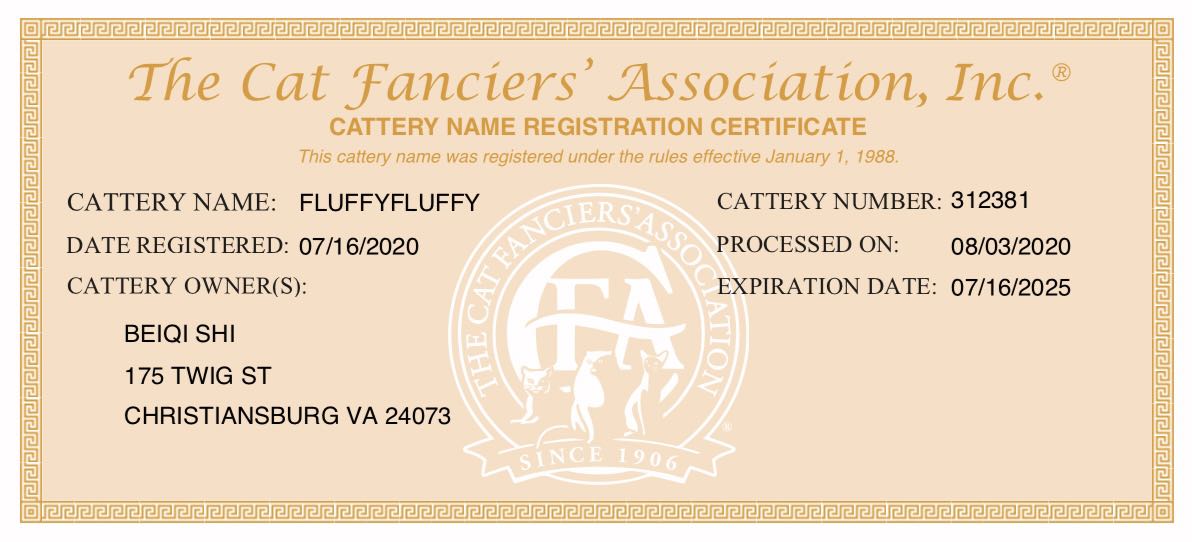 The Cat Fanciers' Association, Inc.®
CATTERY NAME REGISTRATION CERTIFICATE
This cattery name was registered under the rules effective January 1, 1988.
CATTERY NAME: FLUFFYFLUFFY
CATTERY NUMBER: 312381
DATE REGISTERED: 07/16/2020
PROCESSED ON: 08/03/2020
CATTERY OWNER(S):
EXPIRATION DATE: 07/16/2025
BEIQI SHI
175 TWIG ST
CHRISTIANSBURG VA 24073
THE CAT FANCIERS' ASSOCIATION
CFA
®
SINCE 1906